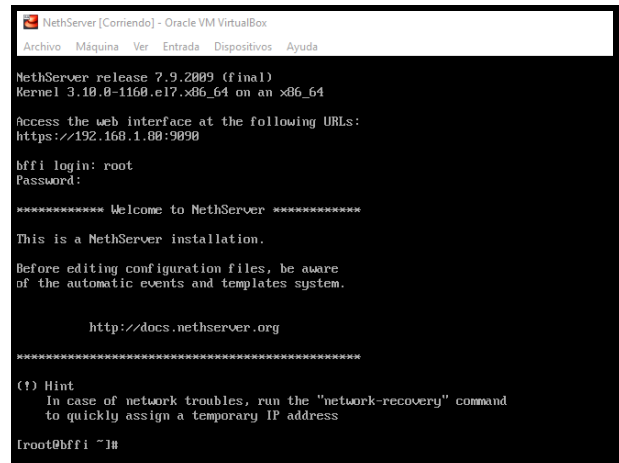 NethServer [Corriendo] - Oracle VM VirtualBox
Archivo Máquina Ver Entrada Dispositivos Ayuda
NethServer release 7.9.2009 (final)
Kernel 3.10.0-1160.el7.x86_64 on an x86_64
Access the web interface at the following URLs:
https://192.168.1.80:9090
bffi login: root
Password:
************ Welcome to NethServer ************
This is a NethServer installation.
Before editing configuration files, be aware
of the automatic events and templates system.
http://docs.nethserver.org
***********************************************
(!) Hint
In case of network troubles, run the "network-recovery" command
to quickly assign a temporary IP address
[root@bffi ~]#